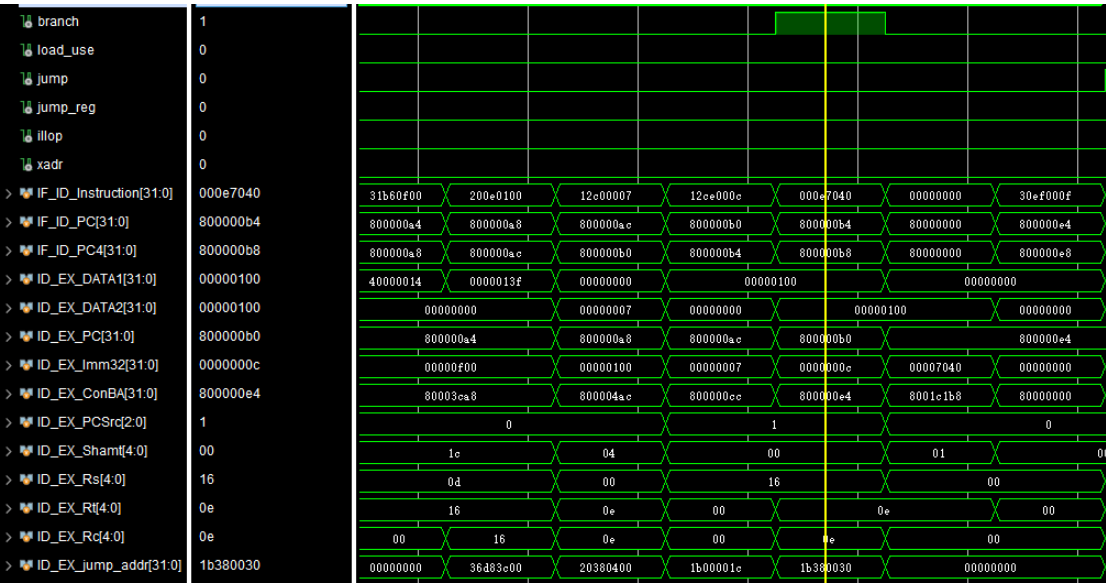 branch 1
load_use 0
jump 0
jump_reg 0
illop 0
xadr 0
IF_ID_Instruction[31:0] 000e7040 31b60f00 200e0100 12c00007 12ce000c 000e7040 00000000 30ef000f
IF_ID_PC[31:0] 800000b4 800000a4 800000a8 800000ac 800000b0 800000b4 80000000 800000e4
IF_ID_PC4[31:0] 800000b8 800000a8 800000ac 800000b0 800000b4 800000b8 80000000 800000e8
ID_EX_DATA1[31:0] 00000100 40000014 0000013f 00000000 00000100 00000000
ID_EX_DATA2[31:0] 00000100 00000000 00000007 00000000 00000100 00000000
ID_EX_PC[31:0] 800000b0 800000a4 800000a8 800000ac 800000b0 800000e4
ID_EX_Imm32[31:0] 0000000c 00000f00 00000100 00000007 0000000c 00007040 00000000
ID_EX_ConBA[31:0] 800000e4 80003ca8 800004ac 800000cc 800000e4 8001c1b8 80000000
ID_EX_PCSrc[2:0] 1 0 1 0
ID_EX_Shamt[4:0] 00 1c 04 00 01 00
ID_EX_Rs[4:0] 16 0d 00 16 00
ID_EX_Rt[4:0] 0e 16 0e 00 0e 00
ID_EX_Rc[4:0] 0e 00 16 0e 00 0e 00
ID_EX_jump_addr[31:0] 1b380030 00000000 36d83c00 20380400 1b00001c 1b380030 00000000